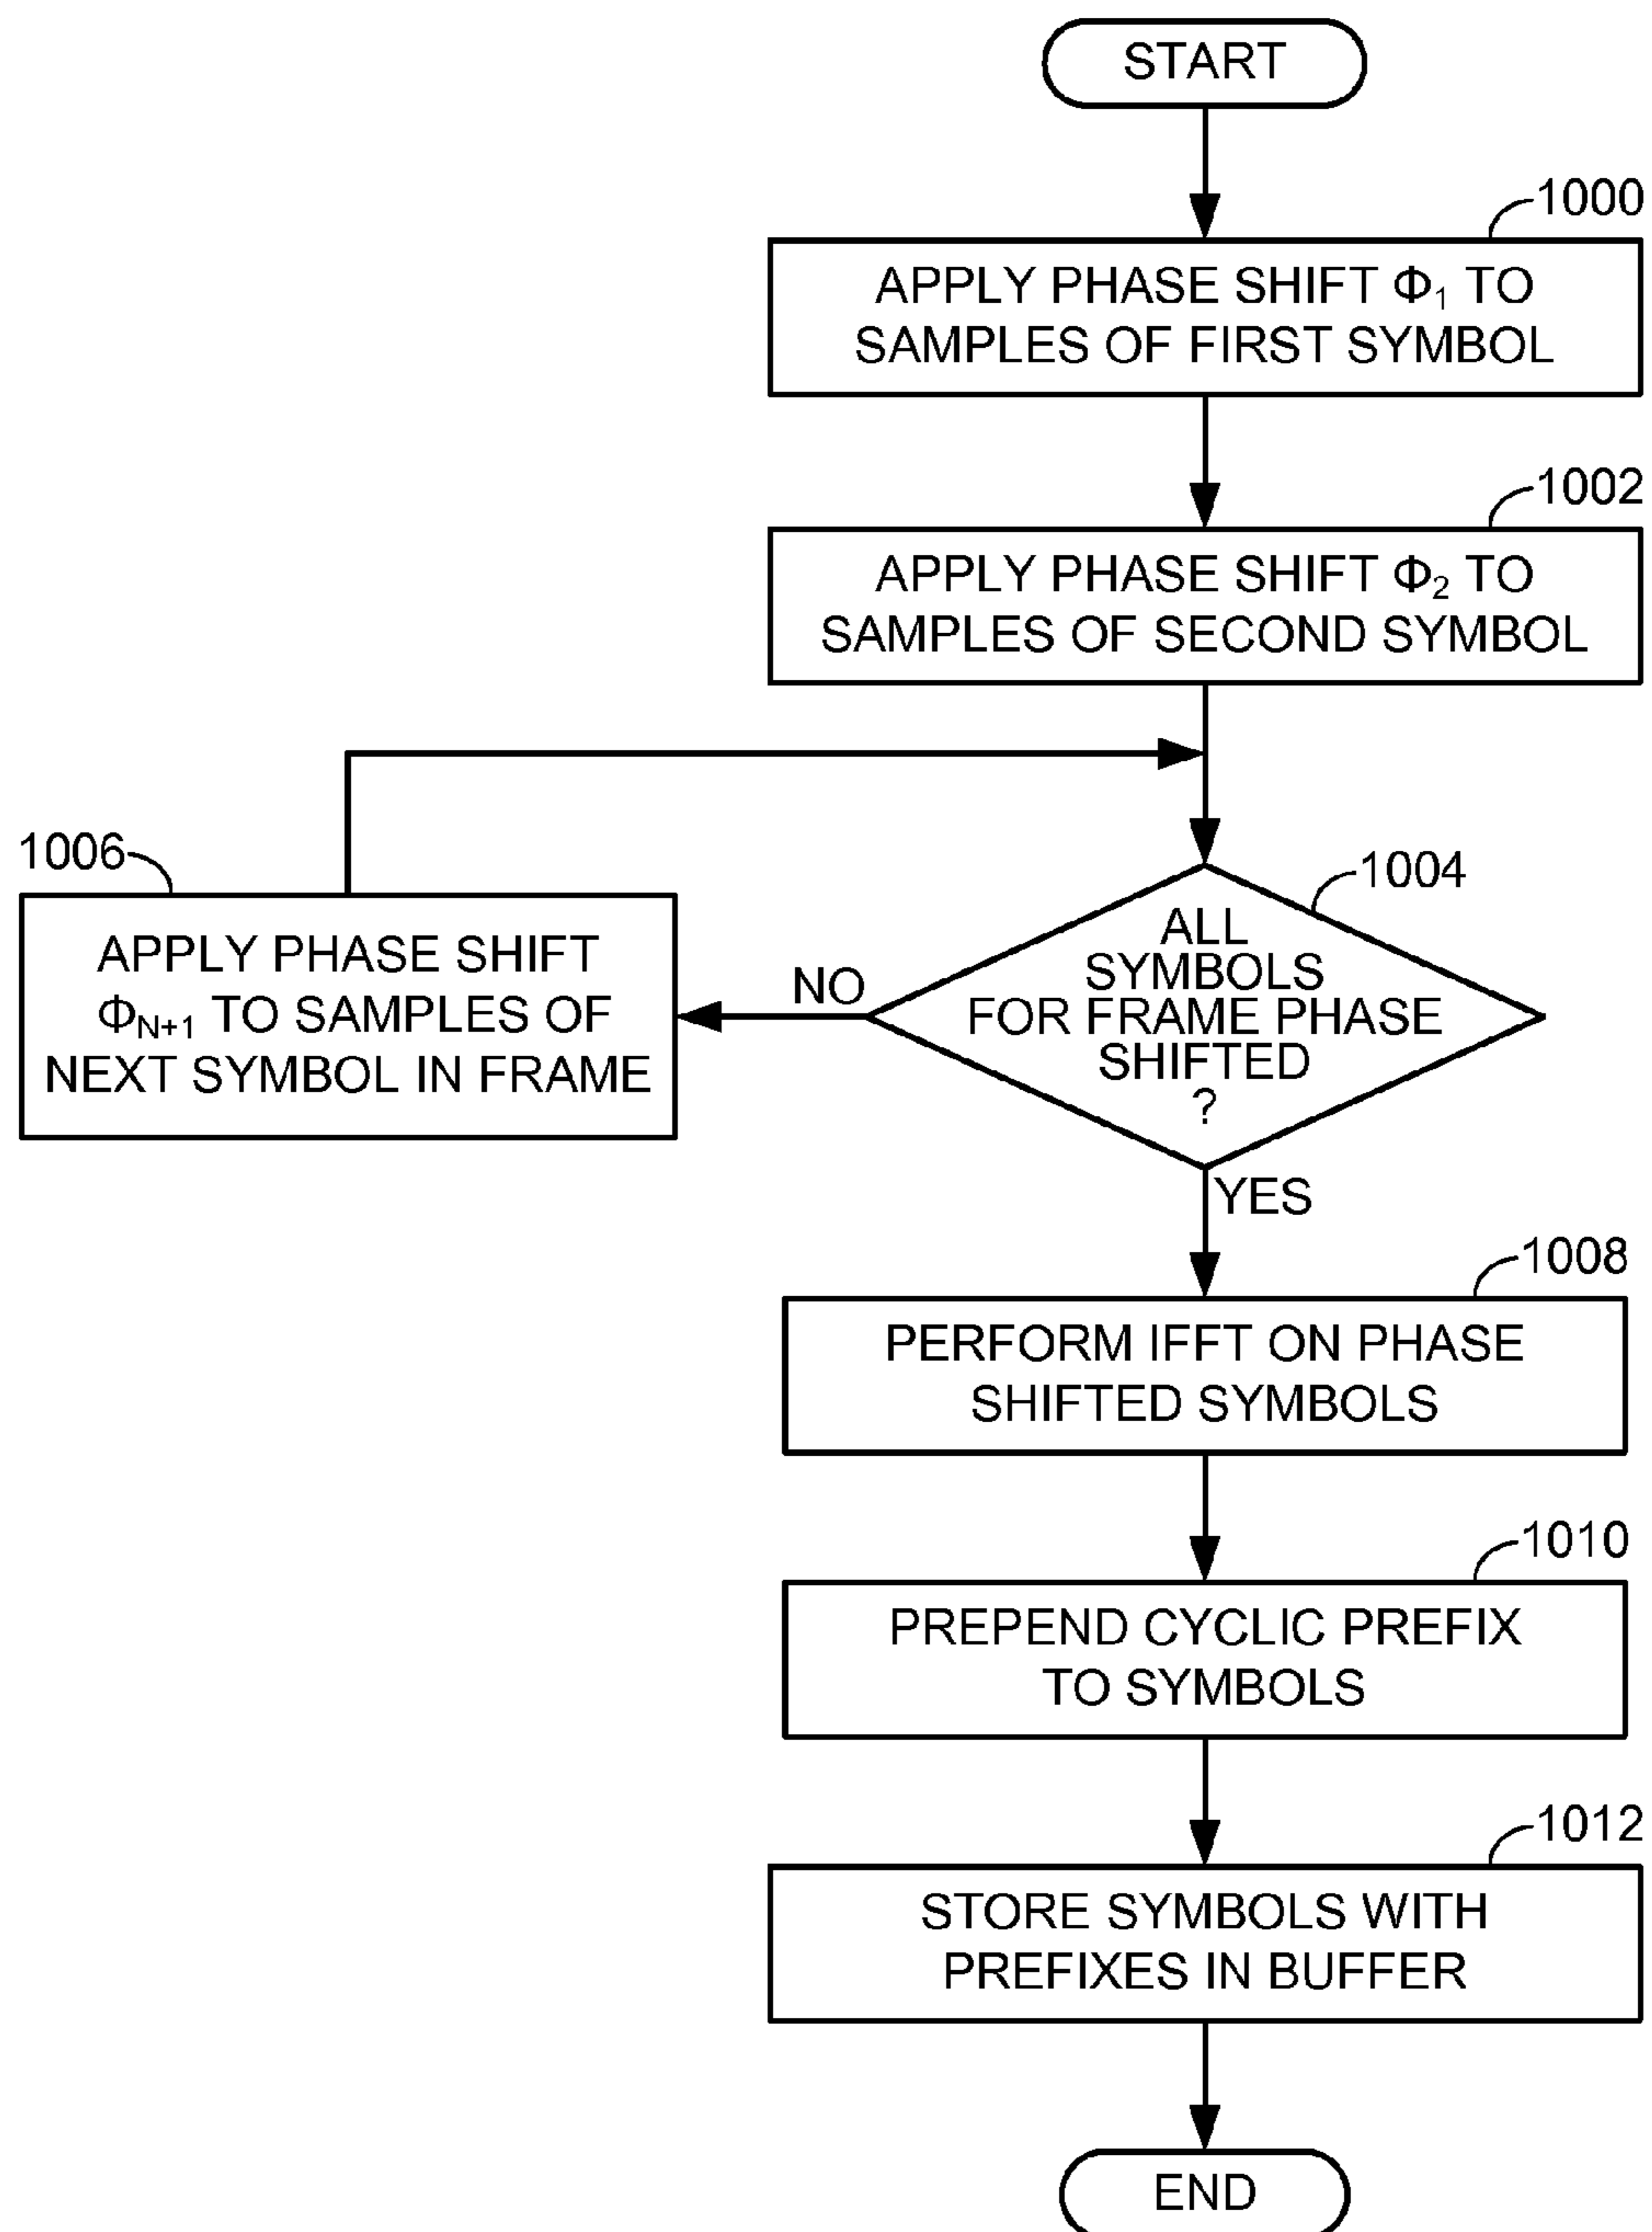 START
1000
APPLY PHASE SHIFT Φ₁ TO
SAMPLES OF FIRST SYMBOL
1002
APPLY PHASE SHIFT Φ₂ TO
SAMPLES OF SECOND SYMBOL
1006
APPLY PHASE SHIFT
Φ_{N+1} TO SAMPLES OF
NEXT SYMBOL IN FRAME
NO
1004
ALL
SYMBOLS
FOR FRAME PHASE
SHIFTED
?
YES
1008
PERFORM IFFT ON PHASE
SHIFTED SYMBOLS
1010
PREPEND CYCLIC PREFIX
TO SYMBOLS
1012
STORE SYMBOLS WITH
PREFIXES IN BUFFER
END